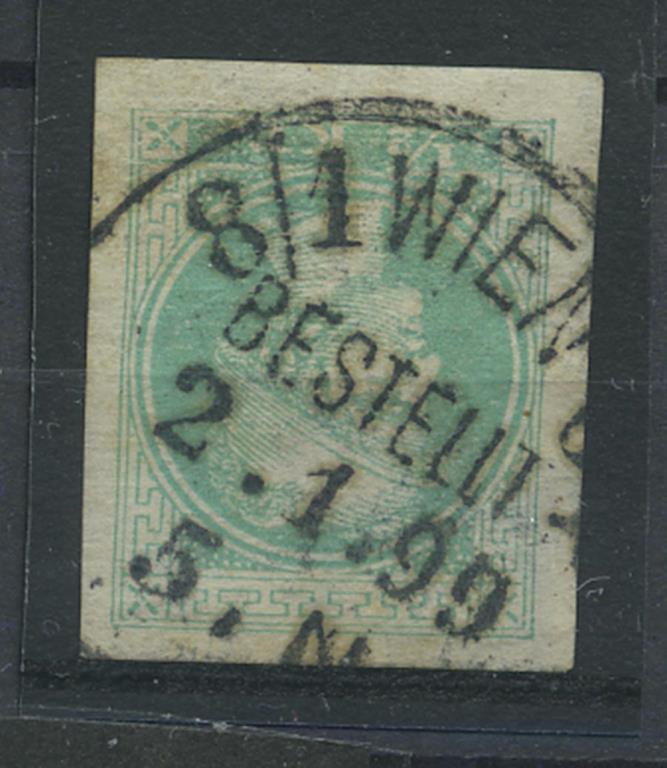 8/1 WIEN
BESTELLT
2.1.99
5. N